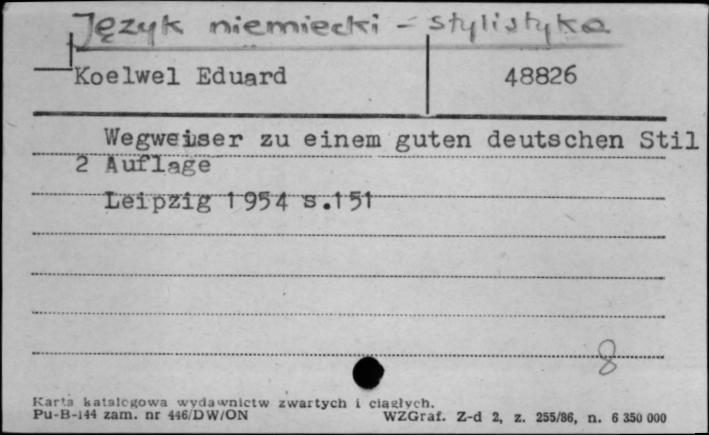 Język niemiecki - stylistyka
Koelwel Eduard 48826
Wegweiser zu einem guten deutschen Stil
2 Auflage
Leipzig 1954 s.151
8
Karta katalogowa wydawnictw zwartych i ciągłych.
Pu-B-144 zam. nr 446/DW/ON WZGraf. Z-d 2, z. 255/86, n. 6 350 000